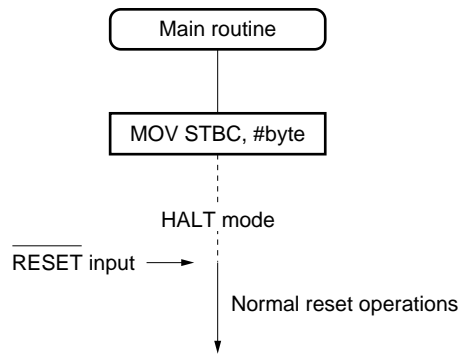 Main routine
MOV STBC, #byte
HALT mode
RESET input
Normal reset operations